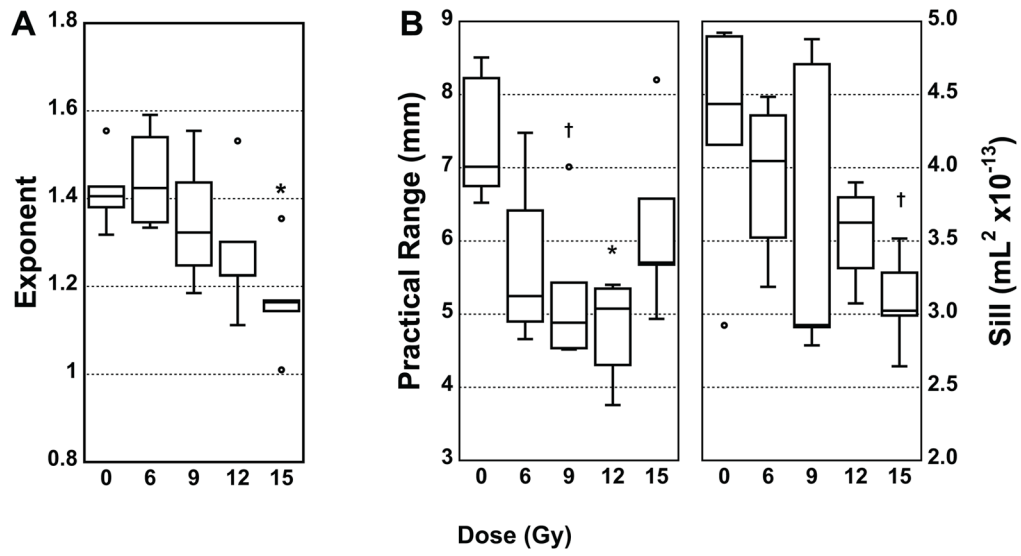 A
Exponent
1.8
1.6
1.4
1.2
1
0.8
*
0 6 9 12 15
B
Practical Range (mm)
9
8
7
6
5
4
3
†
*
0 6 9 12 15
†
0 6 9 12 15
5.0
4.5
4.0
3.5
3.0
2.5
2.0
Sill (mL² x10⁻¹³)
Dose (Gy)